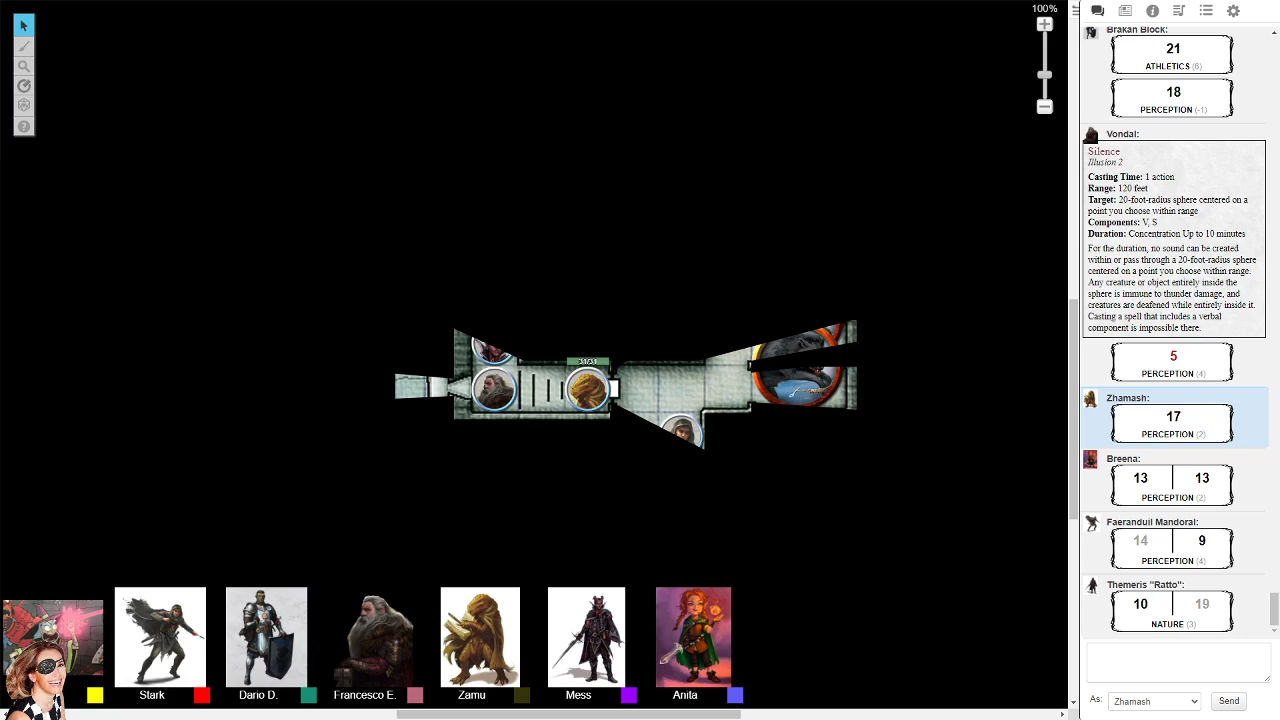 100%
Brakan Block:
21
ATHLETICS (6)
18
PERCEPTION (-1)
Vondal:
Silence
Illusion 2
Casting Time: 1 action
Range: 120 feet
Target: 20-foot-radius sphere centered on a
point you choose within range
Components: V, S
Duration: Concentration Up to 10 minutes
For the duration, no sound can be created
within or pass through a 20-foot-radius sphere
centered on a point you choose within range.
Any creature or object entirely inside the
sphere is immune to thunder damage, and
creatures are deafened while entirely inside it.
Casting a spell that includes a verbal
component is impossible there.
5
PERCEPTION (4)
Zhamash:
17
PERCEPTION (2)
Breena:
13 13
PERCEPTION (2)
Faeranduil Mandoral:
14 9
PERCEPTION (4)
Themeris "Ratto":
10 19
NATURE (3)
As: Zhamash Send
31/31
Stark Dario D. Francesco E. Zamu Mess Anita